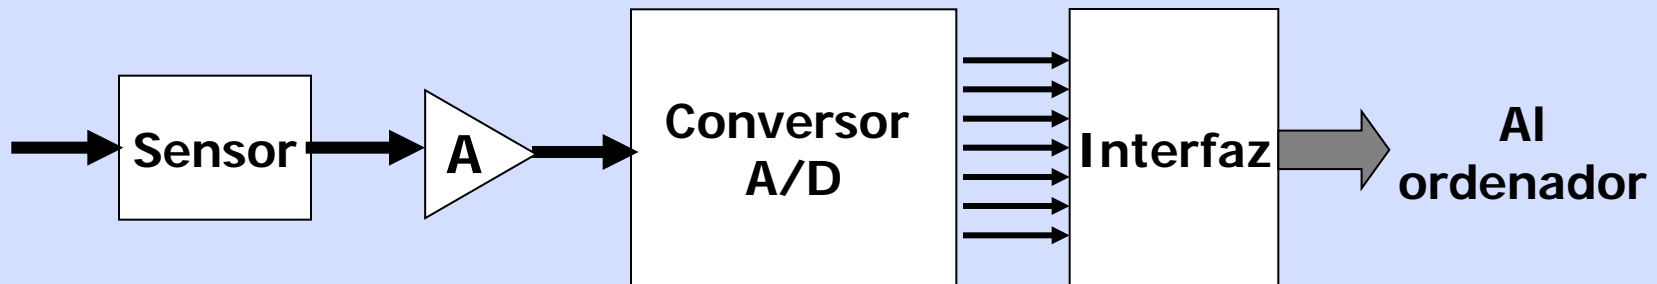 Sensor
A
Conversor
A/D
Interfaz
Al
ordenador